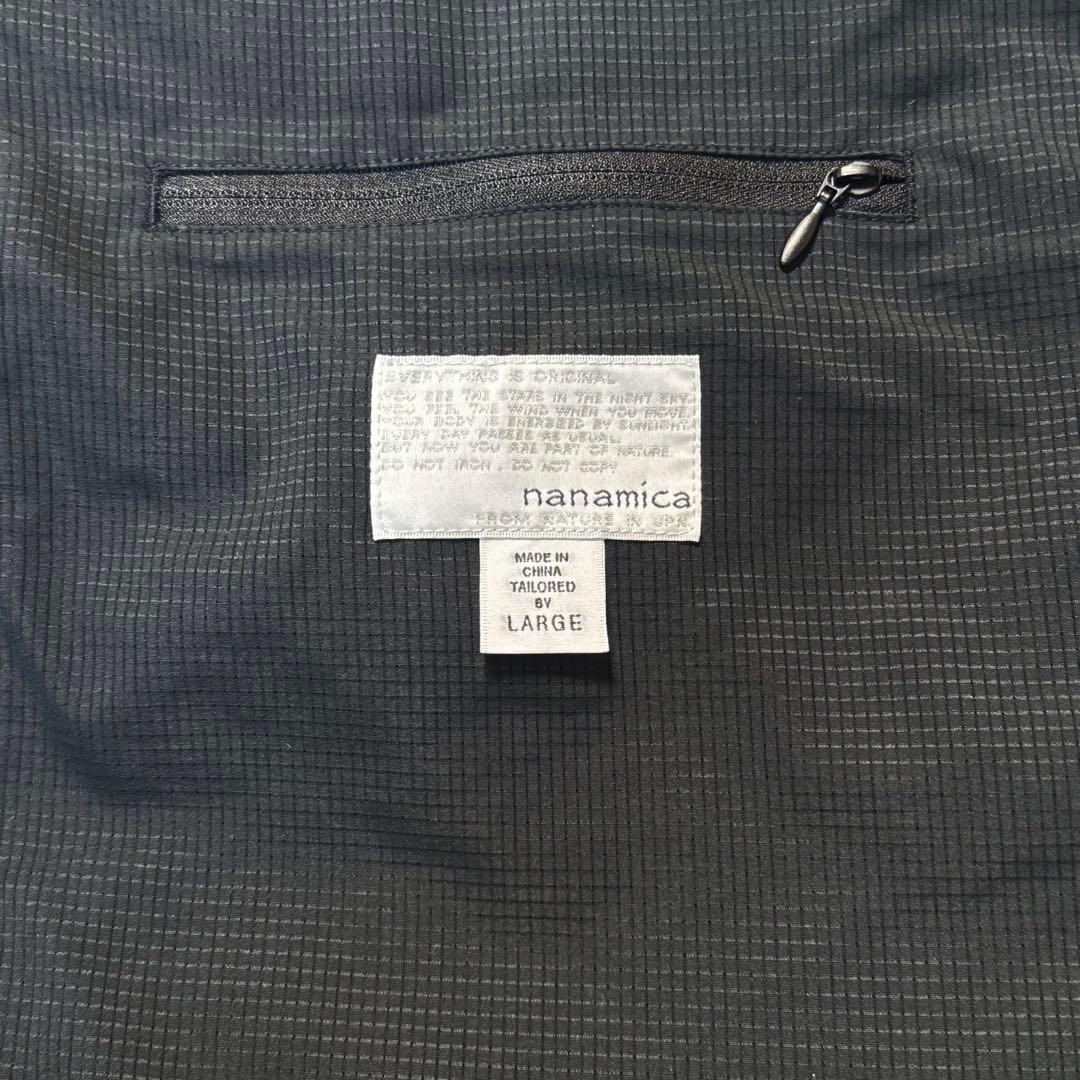 EVERYTHING IS ORIGINAL
YOU SEE THE STARS IN THE NIGHT SKY.
YOU FEEL THE WIND WHEN YOU MOVE.
YOUR BODY IS ENERGIZED BY SUNLIGHT.
EVERY DAY PASSES AS USUAL.
BUT NOW YOU ARE PART OF NATURE.
DO NOT IRON . DO NOT COPY
nanamica
FROM NATURE IN JPN.
MADE IN
CHINA
TAILORED
BY
LARGE